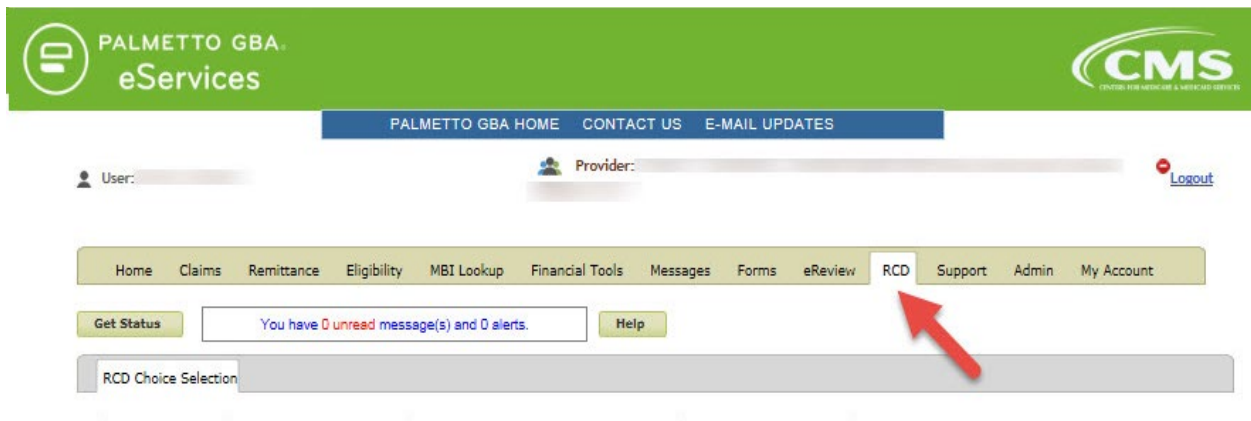 PALMETTO GBA.
eServices
CMS
CENTERS FOR MEDICARE & MEDICAID SERVICES
PALMETTO GBA HOME CONTACT US E-MAIL UPDATES
User: Provider: Logout
Home Claims Remittance Eligibility MBI Lookup Financial Tools Messages Forms eReview RCD Support Admin My Account
Get Status You have 0 unread message(s) and 0 alerts. Help
RCD Choice Selection